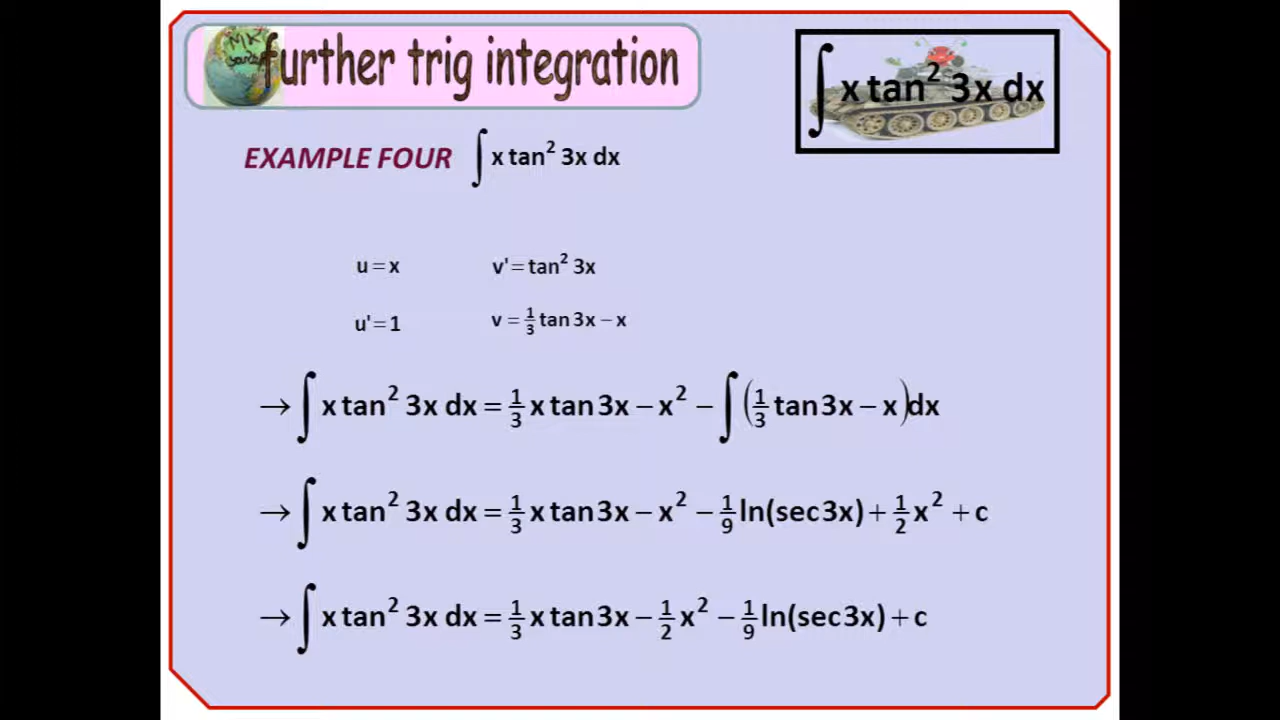 MKT
further trig integration
∫ x tan² 3x dx
EXAMPLE FOUR ∫ x tan² 3x dx
u = x v' = tan² 3x
u' = 1 v = 1/3 tan 3x − x
→ ∫ x tan² 3x dx = 1/3 x tan 3x − x² − ∫ (1/3 tan 3x − x) dx
→ ∫ x tan² 3x dx = 1/3 x tan 3x − x² − 1/9 ln(sec 3x) + 1/2 x² + c
→ ∫ x tan² 3x dx = 1/3 x tan 3x − 1/2 x² − 1/9 ln(sec 3x) + c